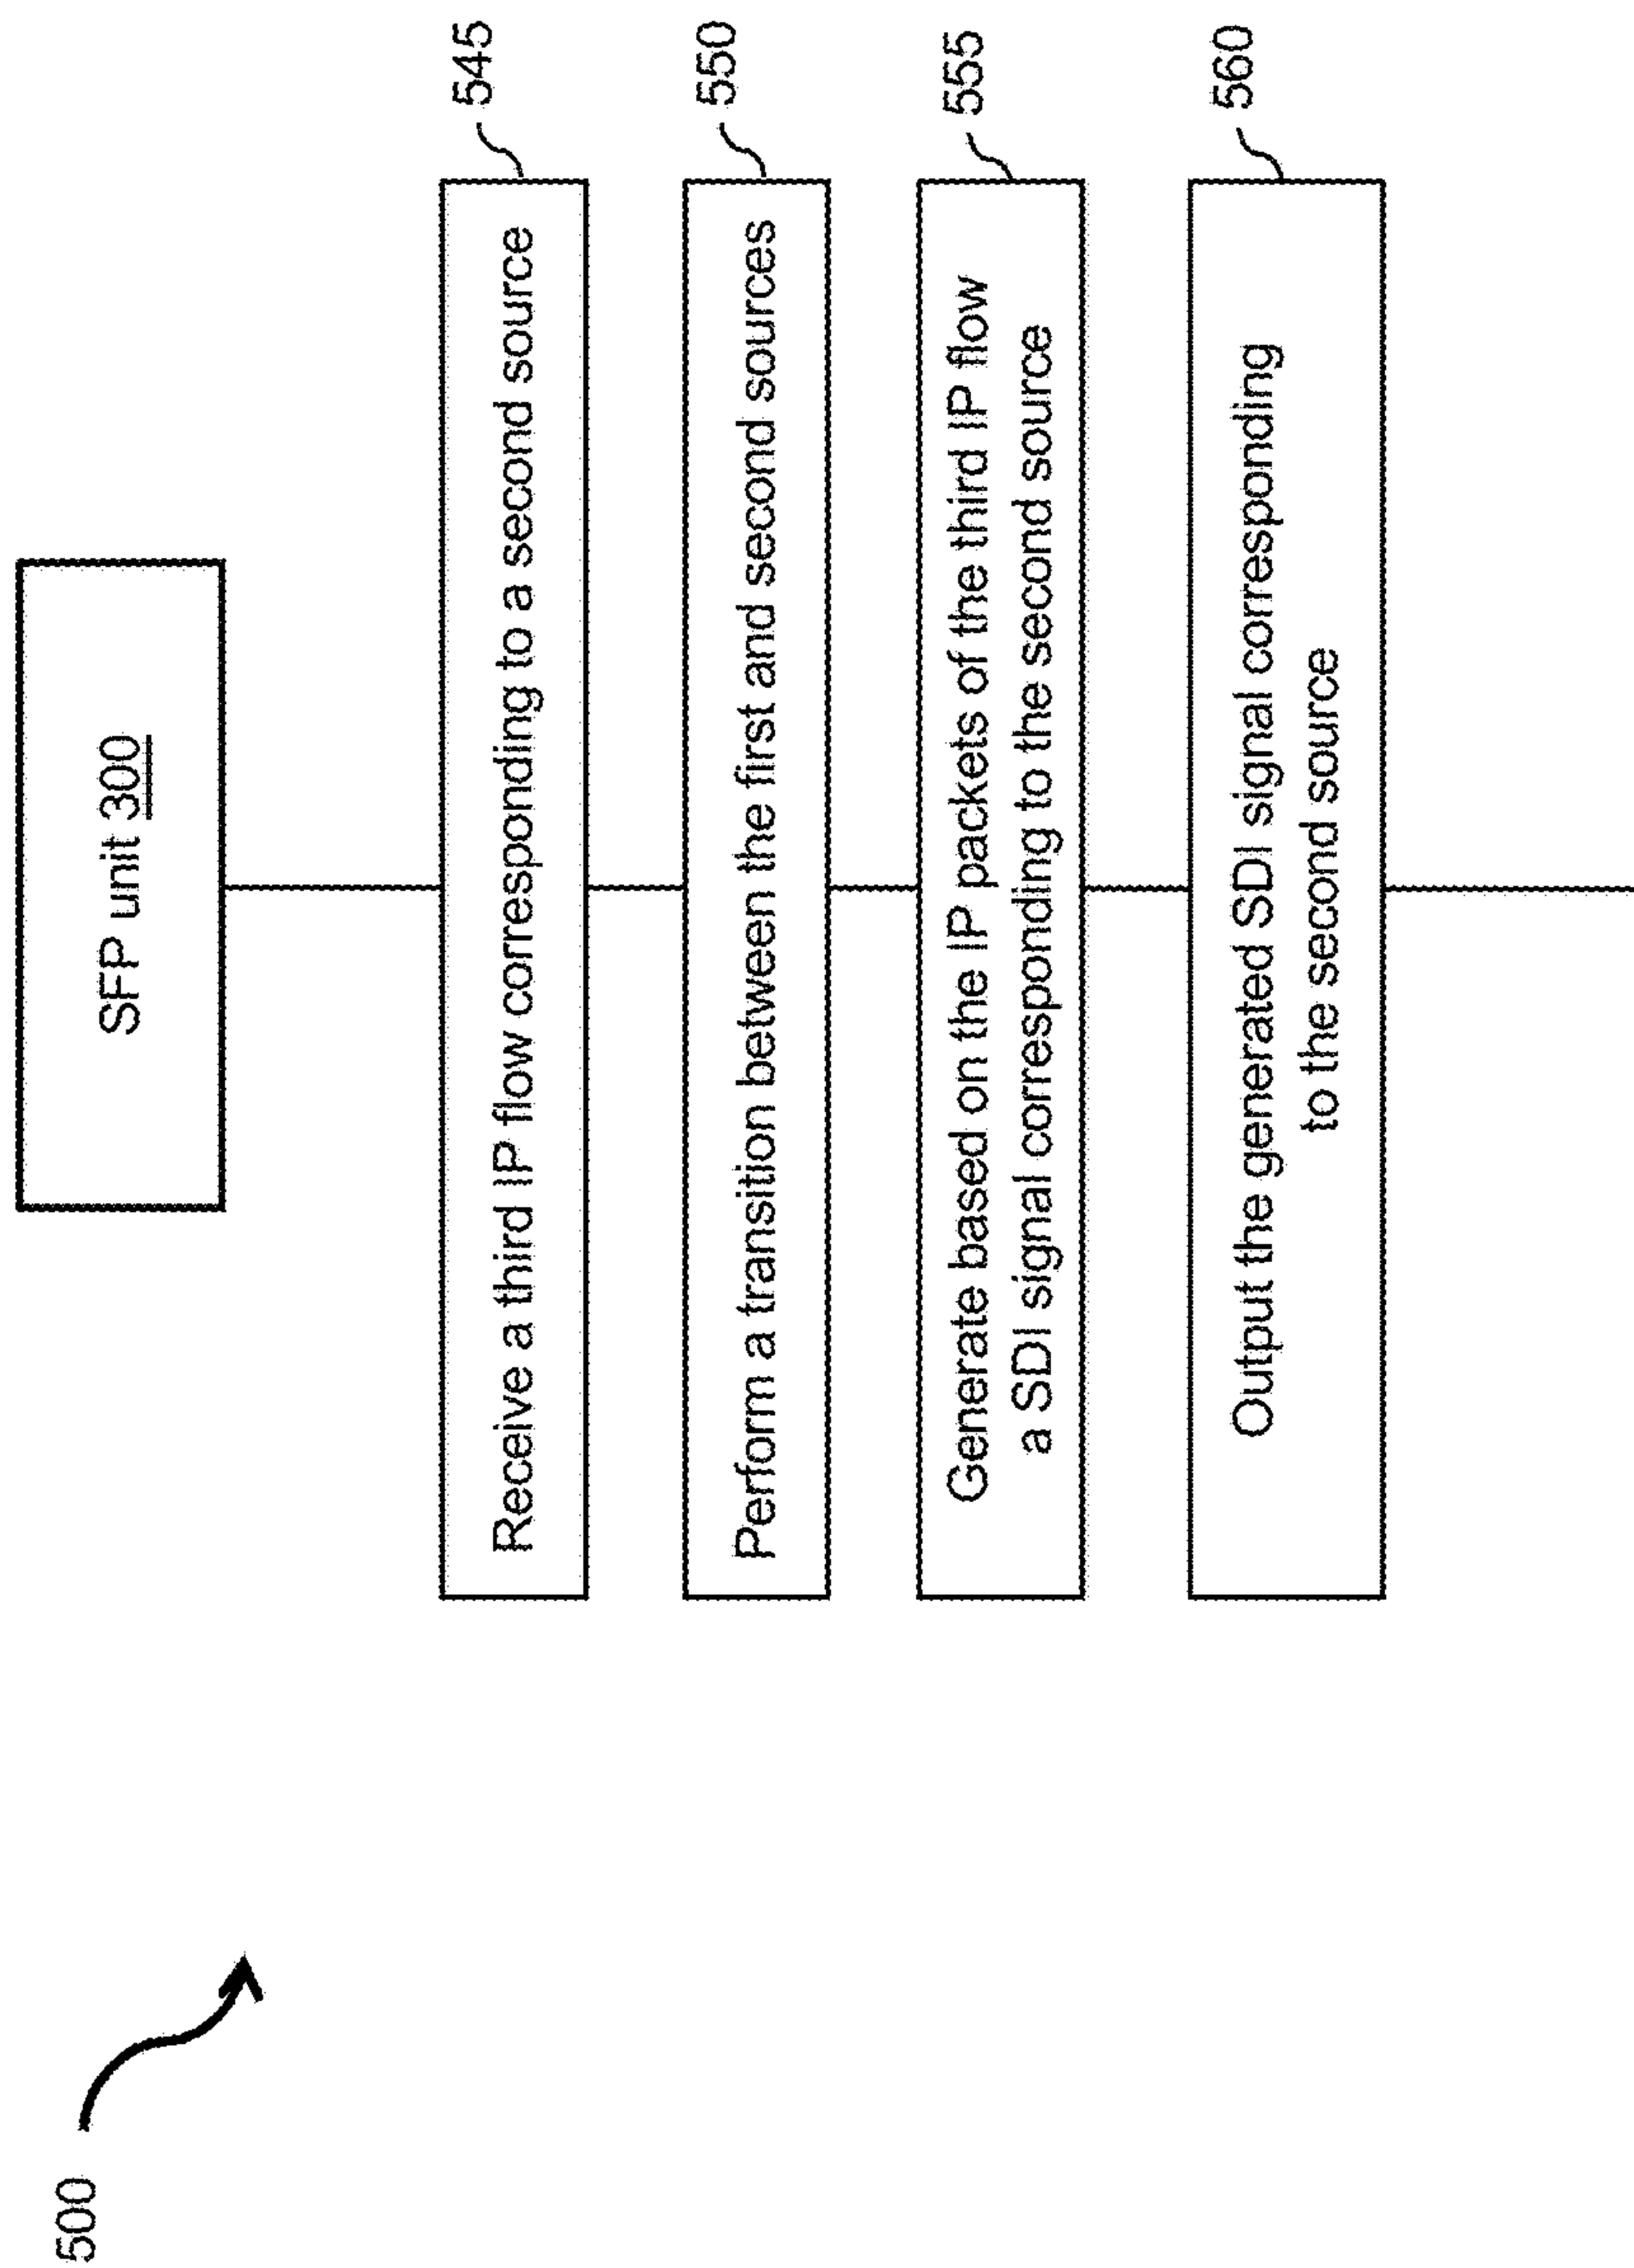 500
SFP unit 300
Receive a third IP flow corresponding to a second source
545
Perform a transition between the first and second sources
550
Generate based on the IP packets of the third IP flow
a SDI signal corresponding to the second source
555
Output the generated SDI signal corresponding
to the second source
560